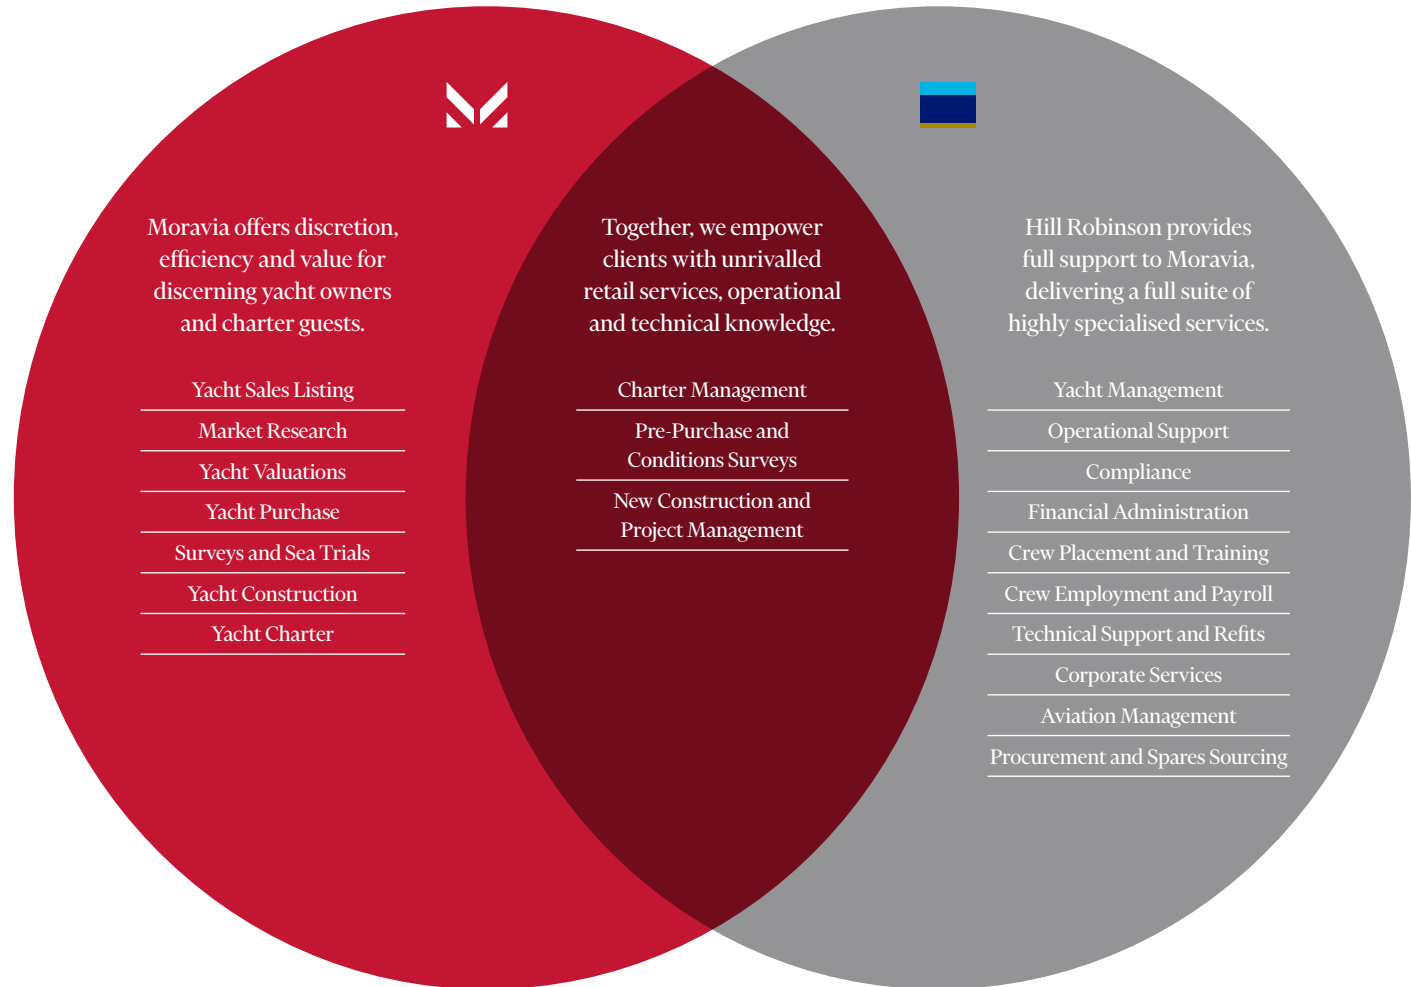 Moravia offers discretion,
efficiency and value for
discerning yacht owners
and charter guests.
Yacht Sales Listing
Market Research
Yacht Valuations
Yacht Purchase
Surveys and Sea Trials
Yacht Construction
Yacht Charter
Together, we empower
clients with unrivalled
retail services, operational
and technical knowledge.
Charter Management
Pre-Purchase and
Conditions Surveys
New Construction and
Project Management
Hill Robinson provides
full support to Moravia,
delivering a full suite of
highly specialised services.
Yacht Management
Operational Support
Compliance
Financial Administration
Crew Placement and Training
Crew Employment and Payroll
Technical Support and Refits
Corporate Services
Aviation Management
Procurement and Spares Sourcing